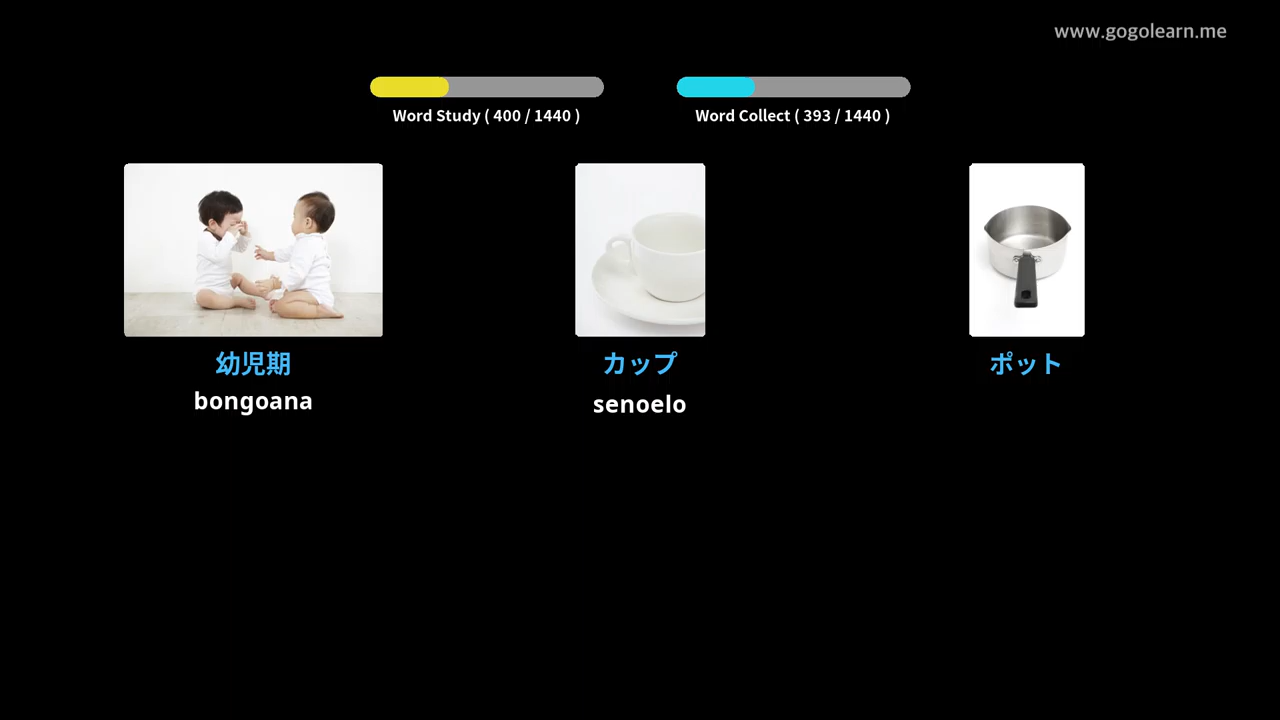 www.gogolearn.me
Word Study ( 400 / 1440 )
Word Collect ( 393 / 1440 )
幼児期
bongoana
カップ
senoelo
ポット